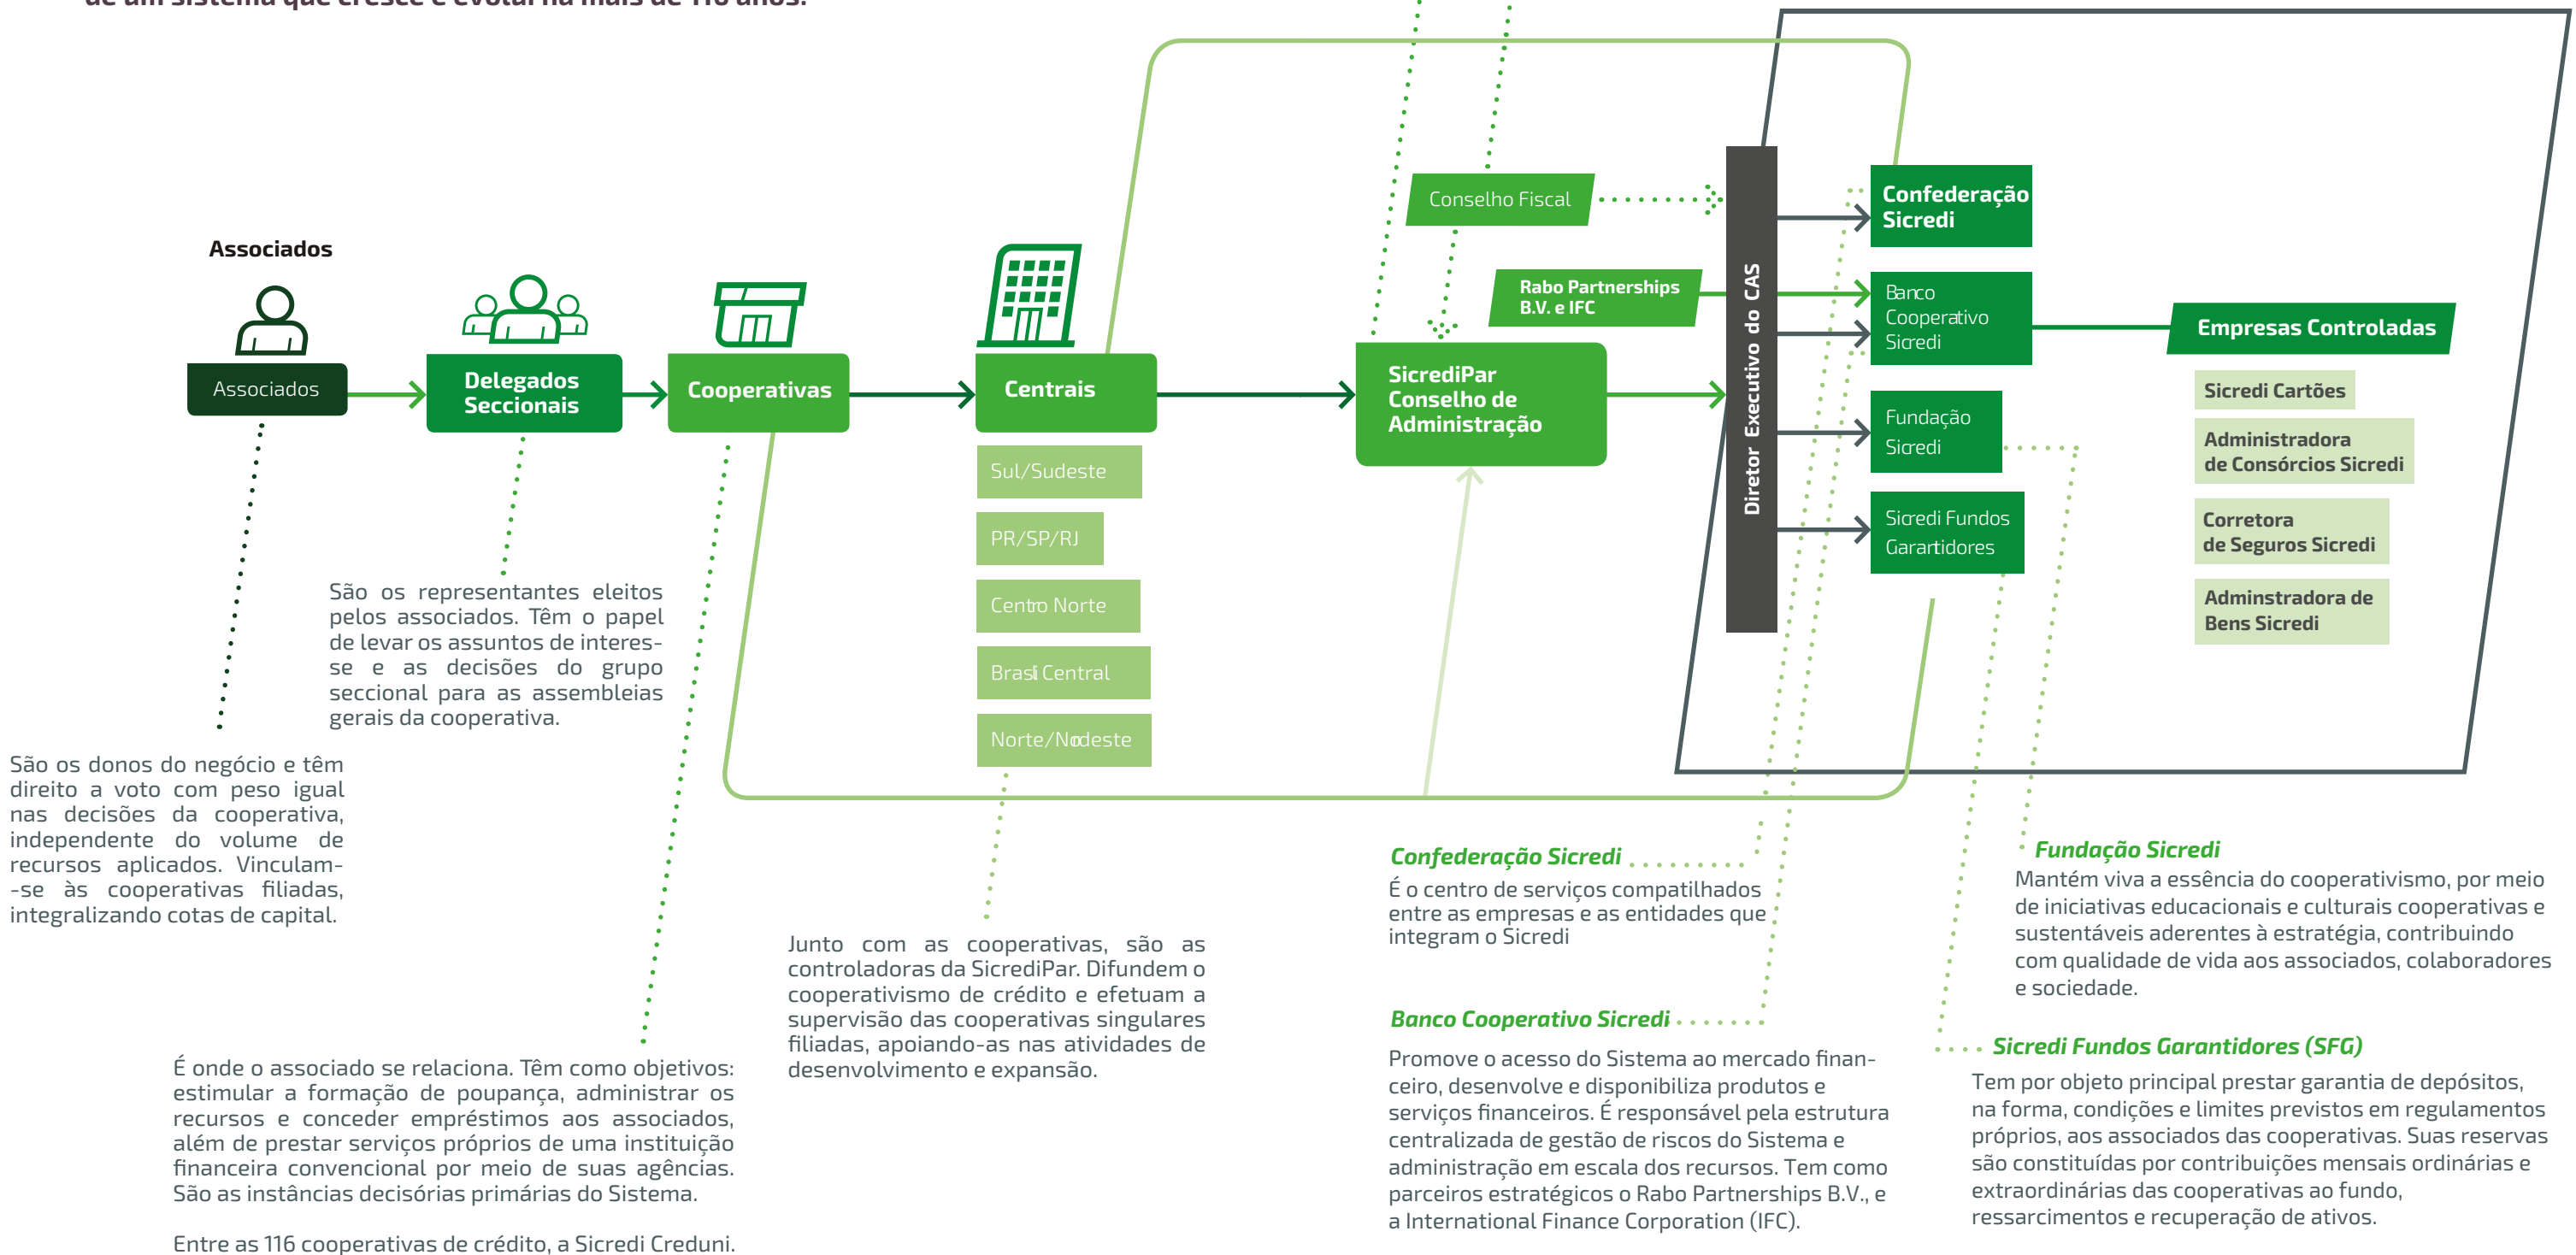 de um sistema que cresce e evolui há mais de 116 anos.
Conselho Fiscal
Confederação
Sicredi
Associados
Rabo Partnerships
B.V. e IFC
Banco
Cooperativo
Sicredi
Empresas Controladas
Associados
Delegados
Seccionais
Cooperativas
Centrais
SicrediPar
Conselho de
Administração
Diretor Executivo do CAS
Sicredi Cartões
Fundação
Sicredi
Administradora
de Consórcios Sicredi
Sul/Sudeste
PR/SP/RJ
Centro Norte
Brasil Central
Norte/Nordeste
Sicredi Fundos
Garantidores
Corretora
de Seguros Sicredi
Adminstradora de
Bens Sicredi
São os representantes eleitos
pelos associados. Têm o papel
de levar os assuntos de interes-
se e as decisões do grupo
seccional para as assembleias
gerais da cooperativa.
São os donos do negócio e têm
direito a voto com peso igual
nas decisões da cooperativa,
independente do volume de
recursos aplicados. Vinculam-
-se às cooperativas filiadas,
integralizando cotas de capital.
É onde o associado se relaciona. Têm como objetivos:
estimular a formação de poupança, administrar os
recursos e conceder empréstimos aos associados,
além de prestar serviços próprios de uma instituição
financeira convencional por meio de suas agências.
São as instâncias decisórias primárias do Sistema.
Entre as 116 cooperativas de crédito, a Sicredi Creduni.
Junto com as cooperativas, são as
controladoras da SicrediPar. Difundem o
cooperativismo de crédito e efetuam a
supervisão das cooperativas singulares
filiadas, apoiando-as nas atividades de
desenvolvimento e expansão.
Confederação Sicredi
É o centro de serviços compatilhados
entre as empresas e as entidades que
integram o Sicredi
Banco Cooperativo Sicredi
Promove o acesso do Sistema ao mercado finan-
ceiro, desenvolve e disponibiliza produtos e
serviços financeiros. É responsável pela estrutura
centralizada de gestão de riscos do Sistema e
administração em escala dos recursos. Tem como
parceiros estratégicos o Rabo Partnerships B.V., e
a International Finance Corporation (IFC).
Fundação Sicredi
Mantém viva a essência do cooperativismo, por meio
de iniciativas educacionais e culturais cooperativas e
sustentáveis aderentes à estratégia, contribuindo
com qualidade de vida aos associados, colaboradores
e sociedade.
Sicredi Fundos Garantidores (SFG)
Tem por objeto principal prestar garantia de depósitos,
na forma, condições e limites previstos em regulamentos
próprios, aos associados das cooperativas. Suas reservas
são constituídas por contribuições mensais ordinárias e
extraordinárias das cooperativas ao fundo,
ressarcimentos e recuperação de ativos.